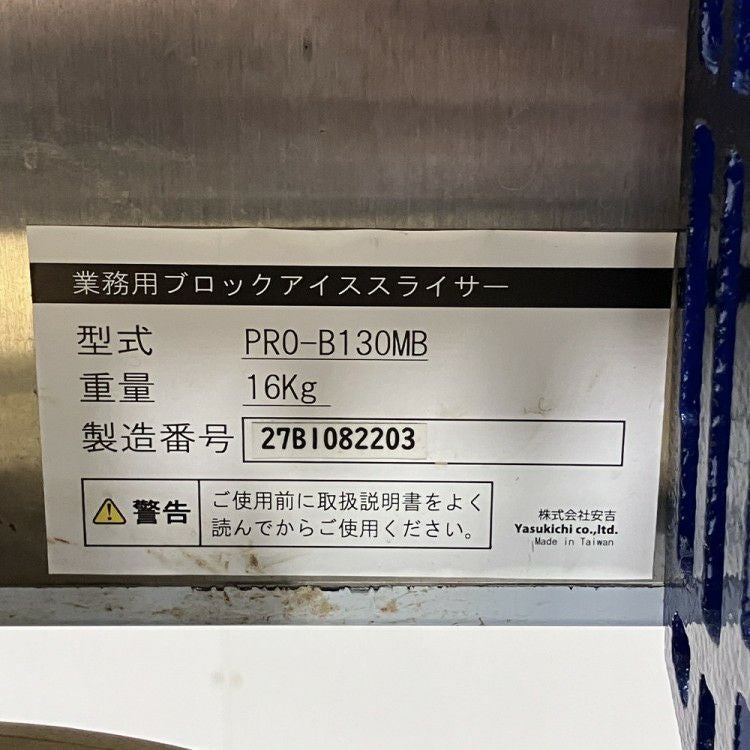 業務用ブロックアイススライサー
型式 PRO-B130MB
重量 16Kg
製造番号 27B1082203
警告
ご使用前に取扱説明書をよく
読んでからご使用ください。
株式会社安吉
Yasukichi co.,ltd.
Made in Taiwan